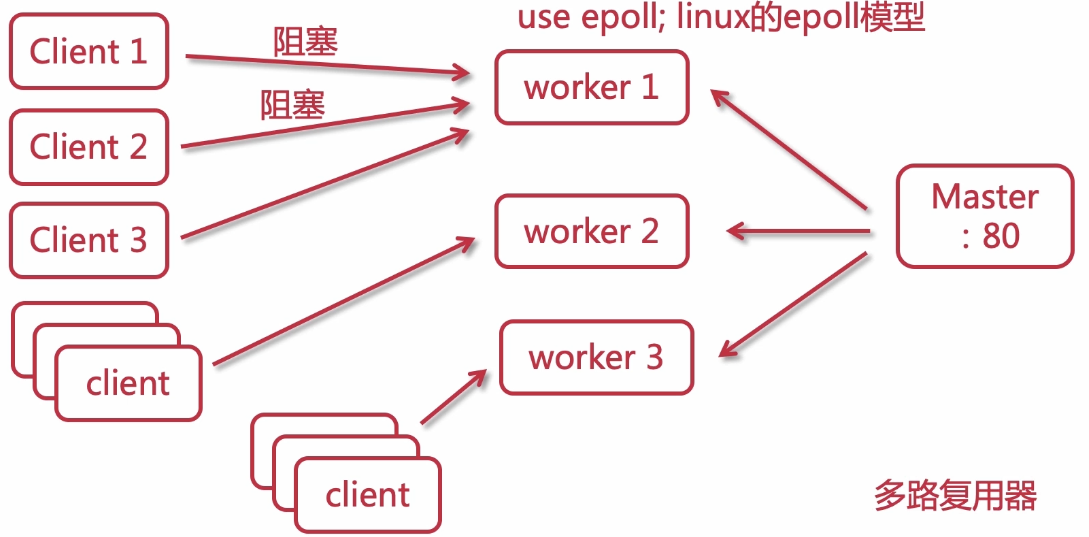 use epoll; linux的epoll模型
Client 1
阻塞
worker 1
阻塞
Client 2
Client 3
worker 2
Master
: 80
client
worker 3
client
多路复用器